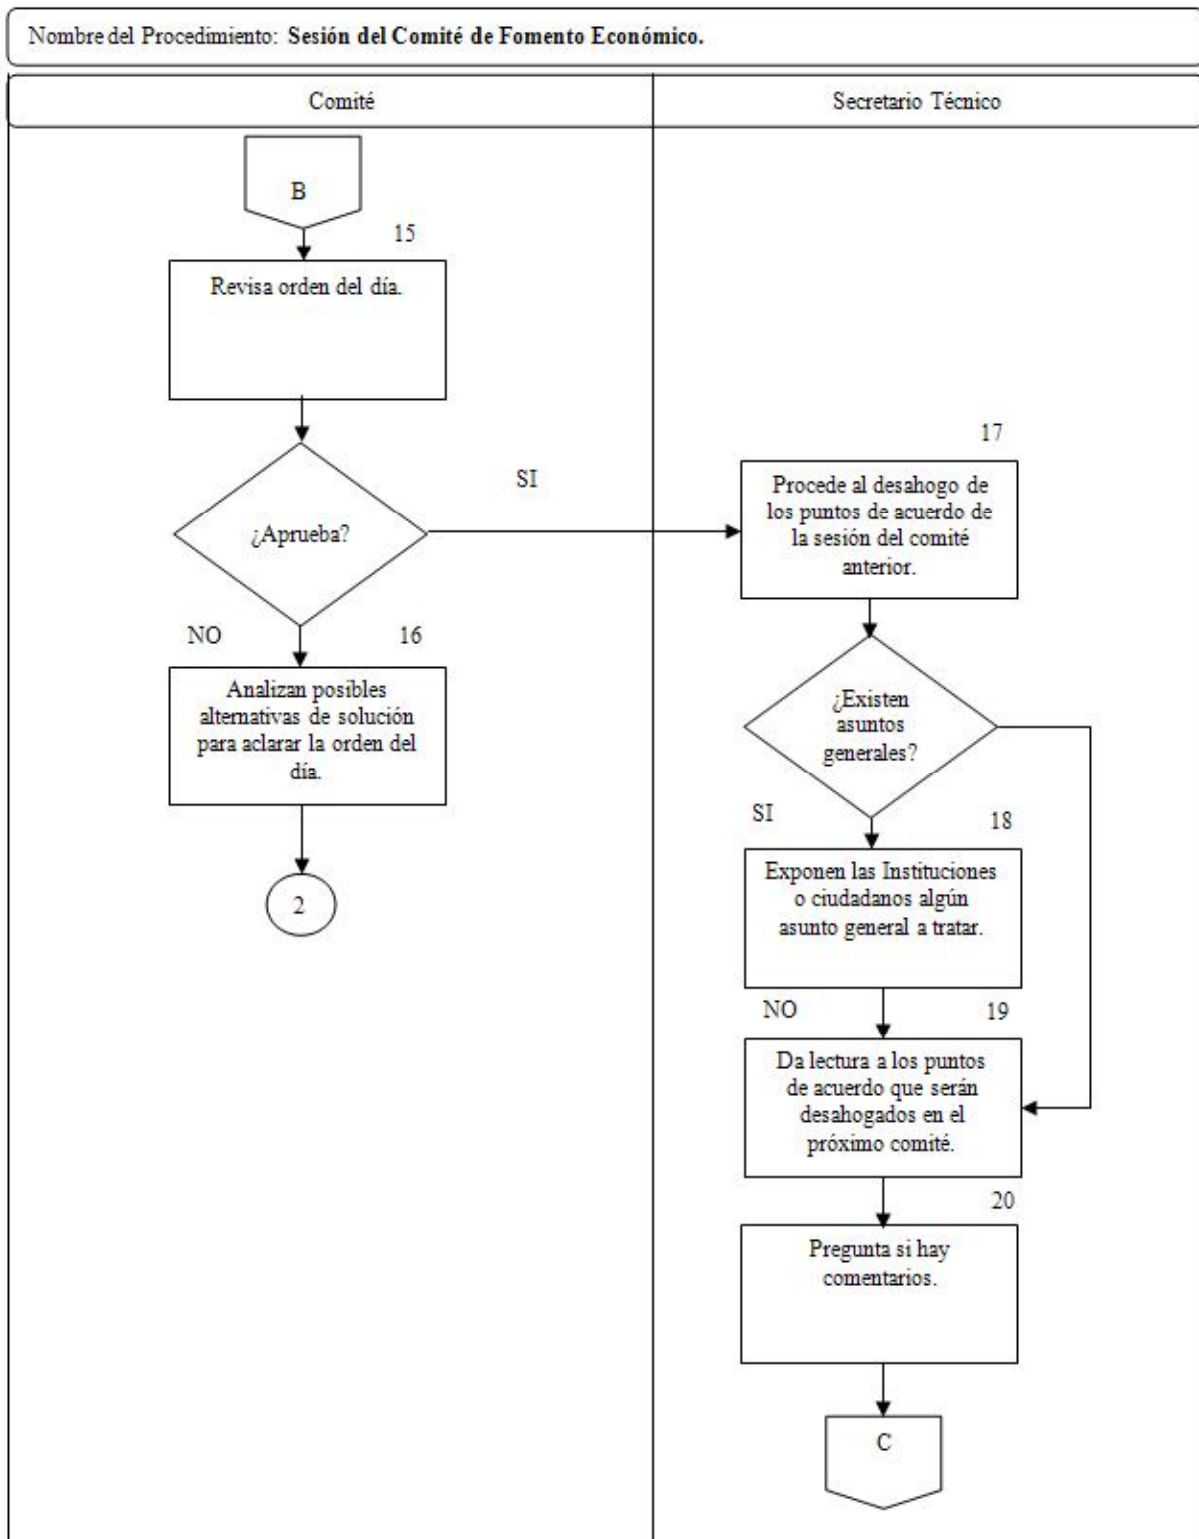 Nombre del Procedimiento: Sesión del Comité de Fomento Económico.
Comité
Secretario Técnico
B
15
Revisa orden del día.
¿Aprueba?
SI
NO
16
Analizan posibles
alternativas de solución
para aclarar la orden del
día.
2
17
Procede al desahogo de
los puntos de acuerdo de
la sesión del comité
anterior.
¿Existen
asuntos
generales?
SI
18
Exponen las Instituciones
o ciudadanos algún
asunto general a tratar.
NO
19
Da lectura a los puntos
de acuerdo que serán
desahogados en el
próximo comité.
20
Pregunta si hay
comentarios.
C